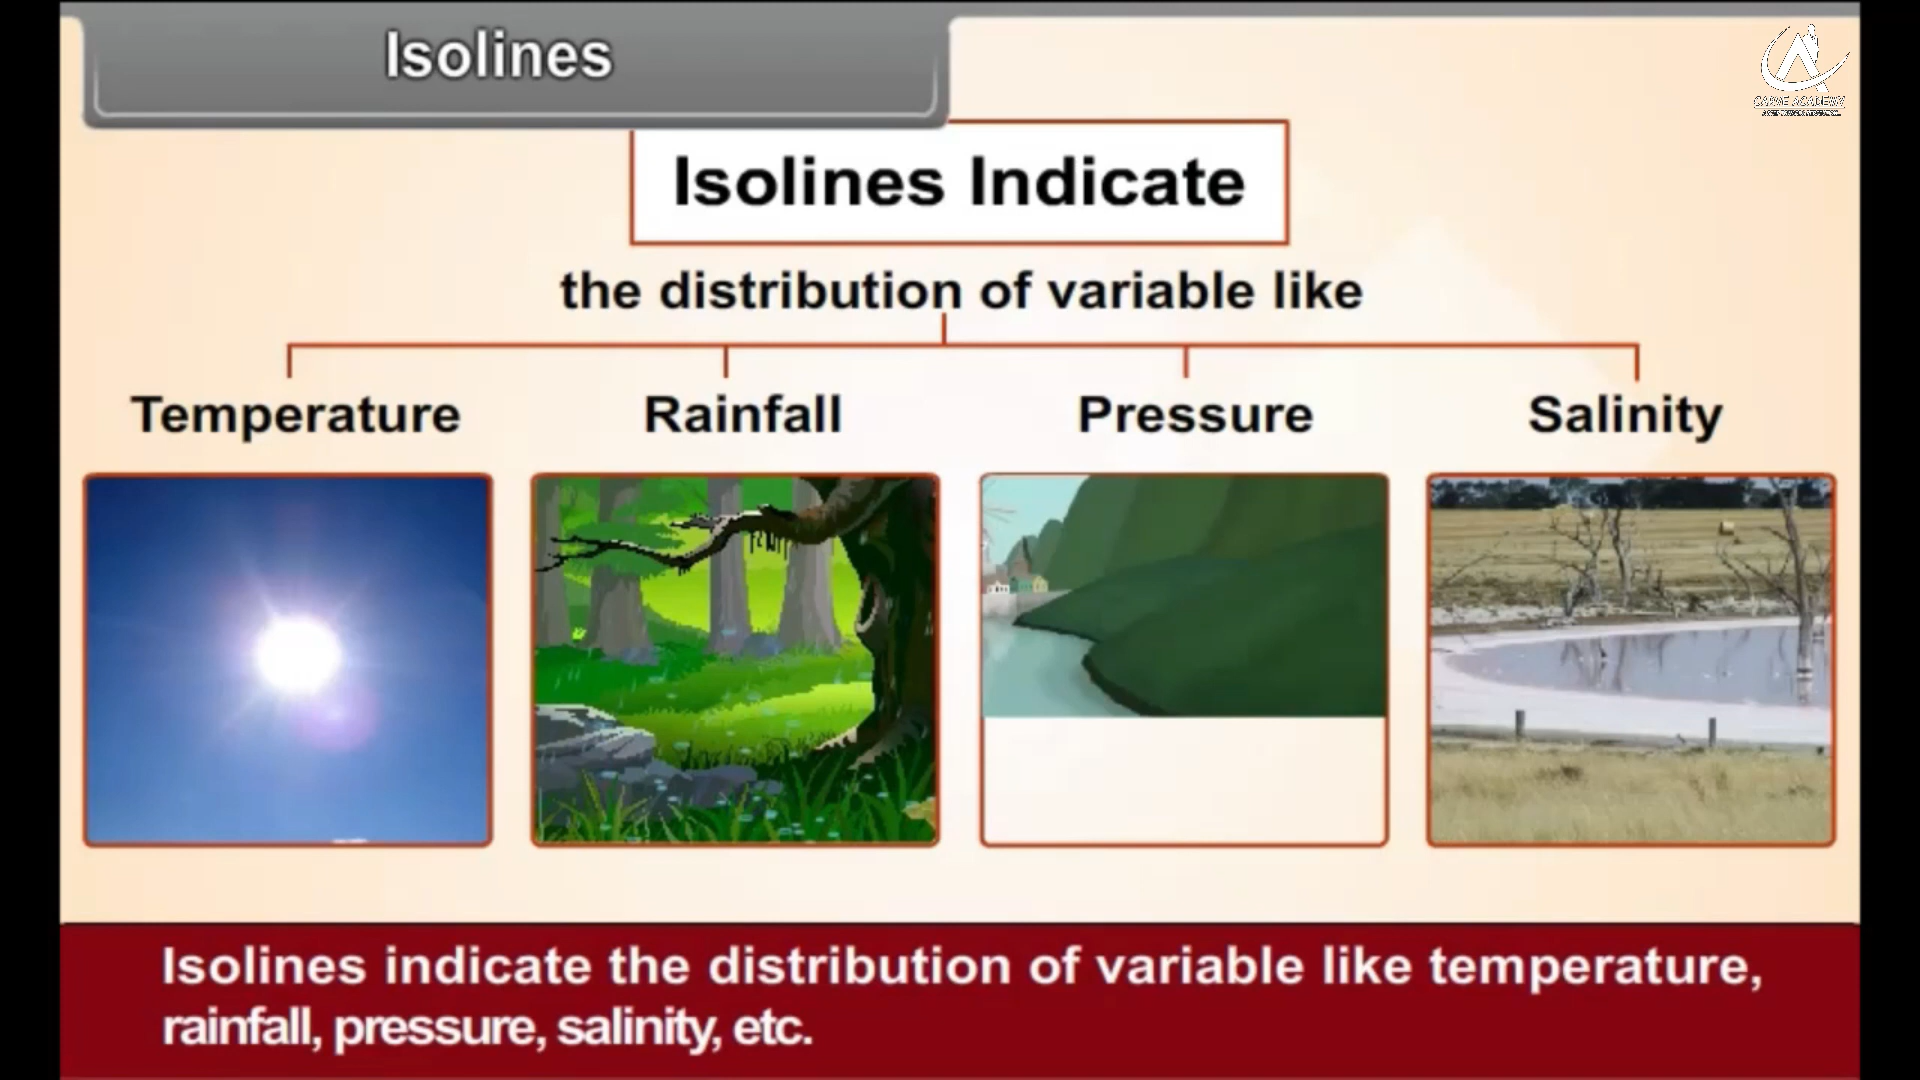 Isolines
Isolines Indicate
the distribution of variable like
Temperature
Rainfall
Pressure
Salinity
Isolines indicate the distribution of variable like temperature,
rainfall, pressure, salinity, etc.